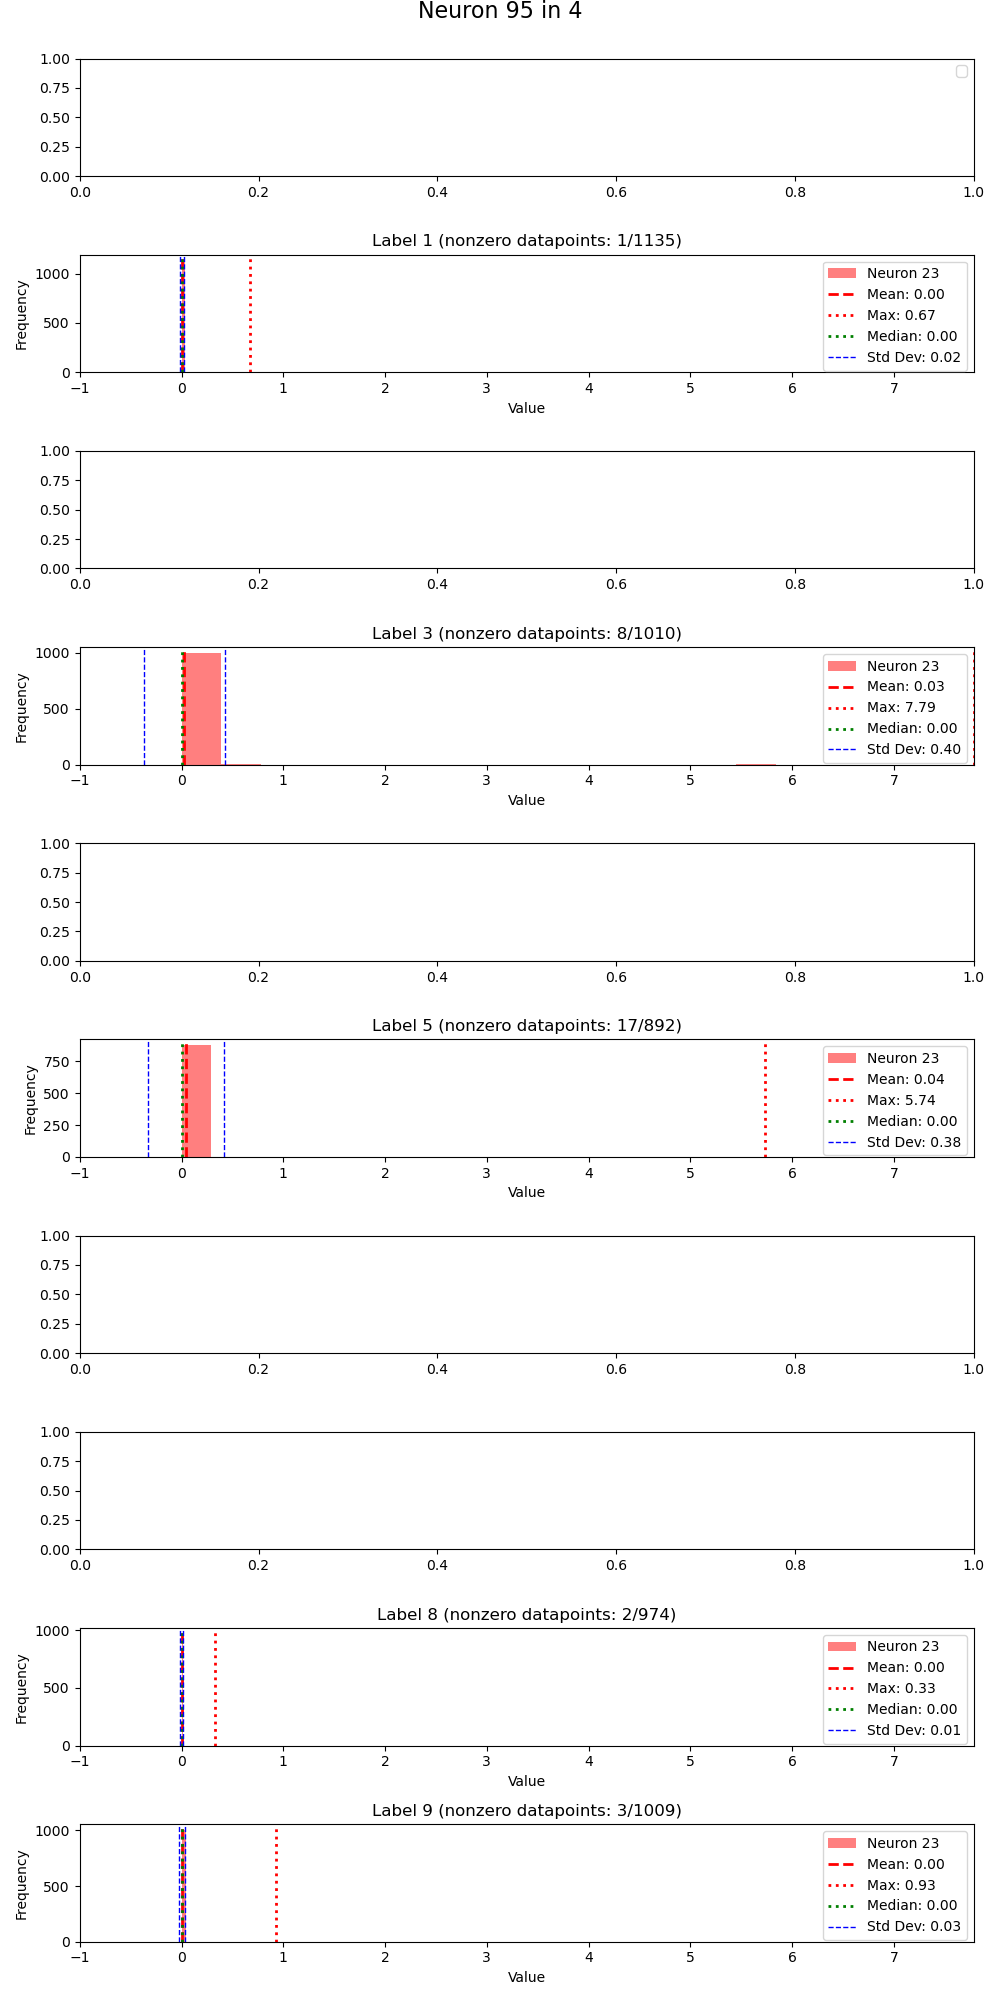 Neuron 95 in 4
1.00
0.75
0.50
0.25
0.00
0.0 0.2 0.4 0.6 0.8 1.0
Label 1 (nonzero datapoints: 1/1135)
Frequency
1000
500
0
Neuron 23
Mean: 0.00
Max: 0.67
Median: 0.00
Std Dev: 0.02
−1 0 1 2 3 4 5 6 7
Value
1.00
0.75
0.50
0.25
0.00
0.0 0.2 0.4 0.6 0.8 1.0
Label 3 (nonzero datapoints: 8/1010)
Frequency
1000
500
0
Neuron 23
Mean: 0.03
Max: 7.79
Median: 0.00
Std Dev: 0.40
−1 0 1 2 3 4 5 6 7
Value
1.00
0.75
0.50
0.25
0.00
0.0 0.2 0.4 0.6 0.8 1.0
Label 5 (nonzero datapoints: 17/892)
Frequency
750
500
250
0
Neuron 23
Mean: 0.04
Max: 5.74
Median: 0.00
Std Dev: 0.38
−1 0 1 2 3 4 5 6 7
Value
1.00
0.75
0.50
0.25
0.00
0.0 0.2 0.4 0.6 0.8 1.0
1.00
0.75
0.50
0.25
0.00
0.0 0.2 0.4 0.6 0.8 1.0
Label 8 (nonzero datapoints: 2/974)
Frequency
1000
500
0
Neuron 23
Mean: 0.00
Max: 0.33
Median: 0.00
Std Dev: 0.01
−1 0 1 2 3 4 5 6 7
Value
Label 9 (nonzero datapoints: 3/1009)
Frequency
1000
500
0
Neuron 23
Mean: 0.00
Max: 0.93
Median: 0.00
Std Dev: 0.03
−1 0 1 2 3 4 5 6 7
Value